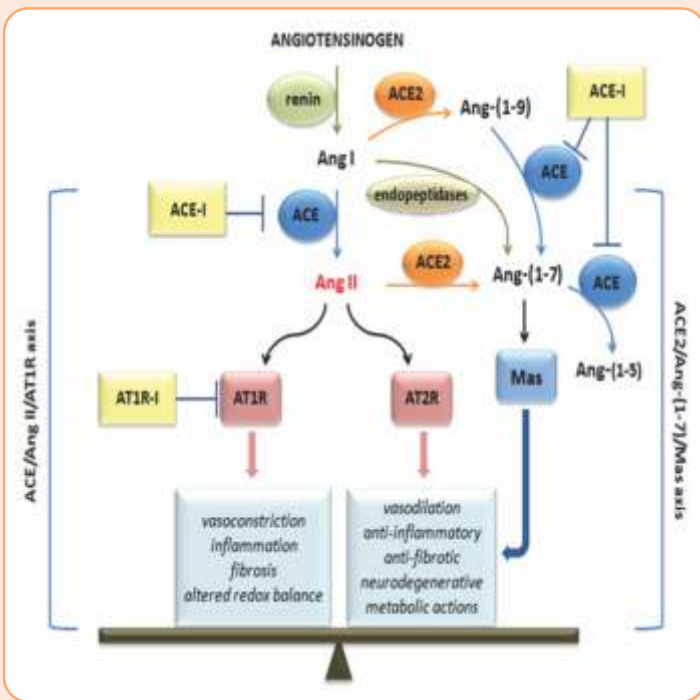 ANGIOTENSINOGEN
renin
ACE2
Ang-(1-9)
ACE-I
Ang I
ACE
endopeptidases
ACE-I
ACE
Ang II
ACE2
Ang-(1-7)
ACE
Ang-(1-5)
AT1R-I
AT1R
AT2R
Mas
ACE/Ang II/AT1R axis
ACE2/Ang-(1-7)/Mas axis
vasoconstriction
inflammation
fibrosis
altered redox balance
vasodilation
anti-inflammatory
anti-fibrotic
neurodegenerative
metabolic actions